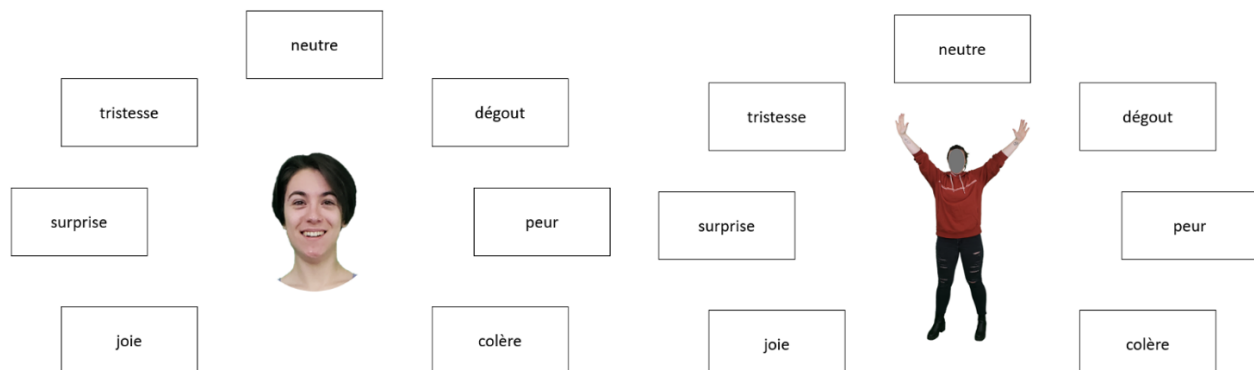 neutre
tristesse
dégout
surprise
peur
joie
colère
neutre
tristesse
dégout
surprise
peur
joie
colère